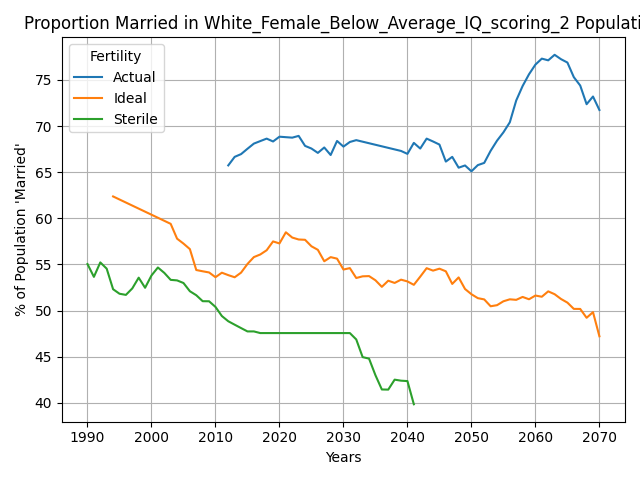 Proportion Married in White_Female_Below_Average_IQ_scoring_2 Populati
Fertility
Actual
Ideal
Sterile
% of Population 'Married'
75
70
65
60
55
50
45
40
1990 2000 2010 2020 2030 2040 2050 2060 2070
Years